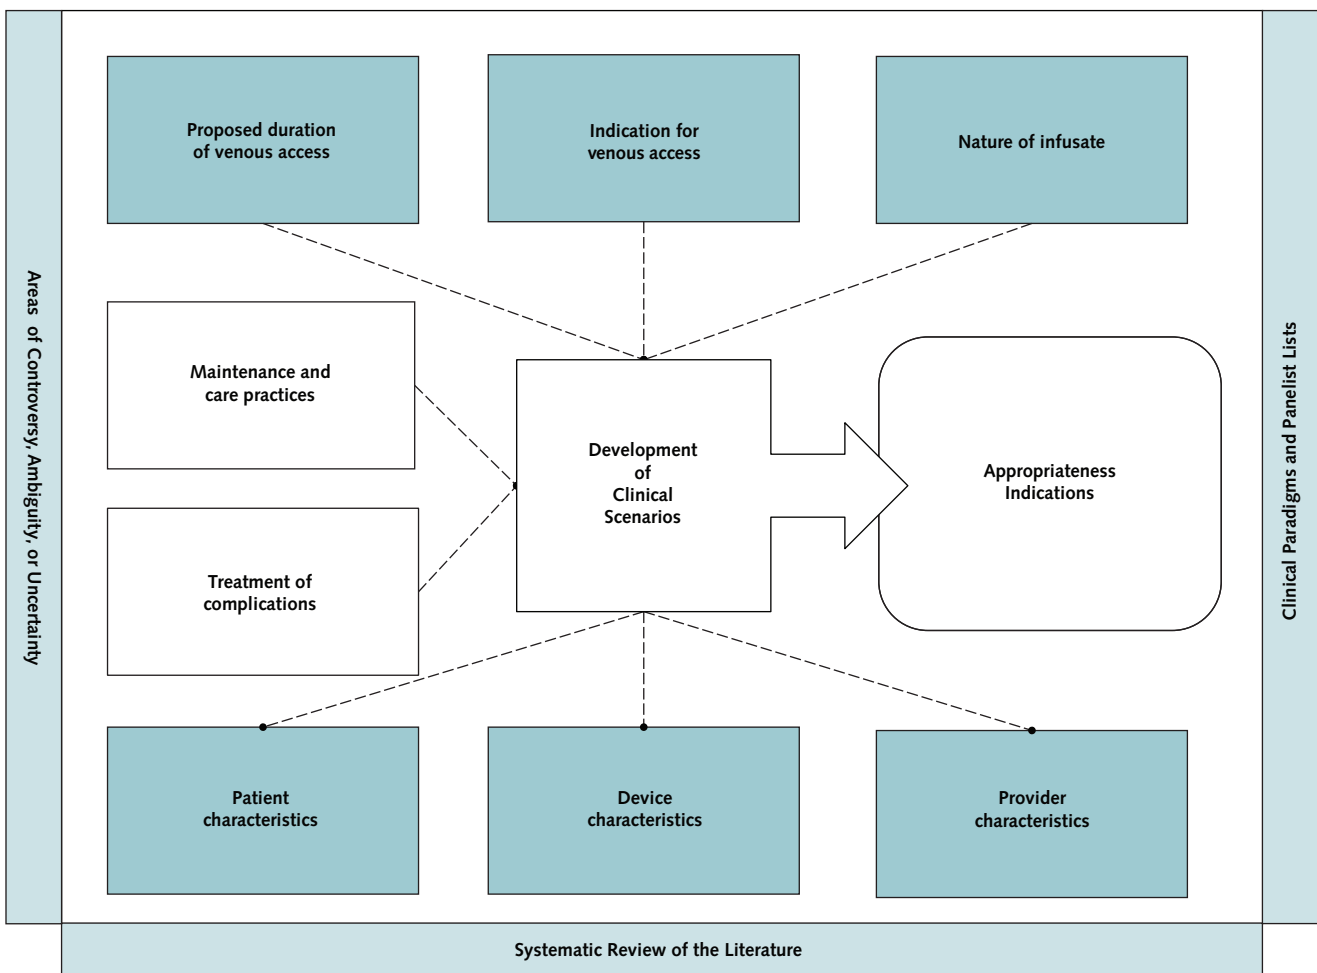 Proposed duration
of venous access
Indication for
venous access
Nature of infusate
Areas of Controversy, Ambiguity, or Uncertainty
Maintenance and
care practices
Treatment of
complications
Development
of
Clinical
Scenarios
Appropriateness
Indications
Clinical Paradigms and Panelist Lists
Patient
characteristics
Device
characteristics
Provider
characteristics
Systematic Review of the Literature